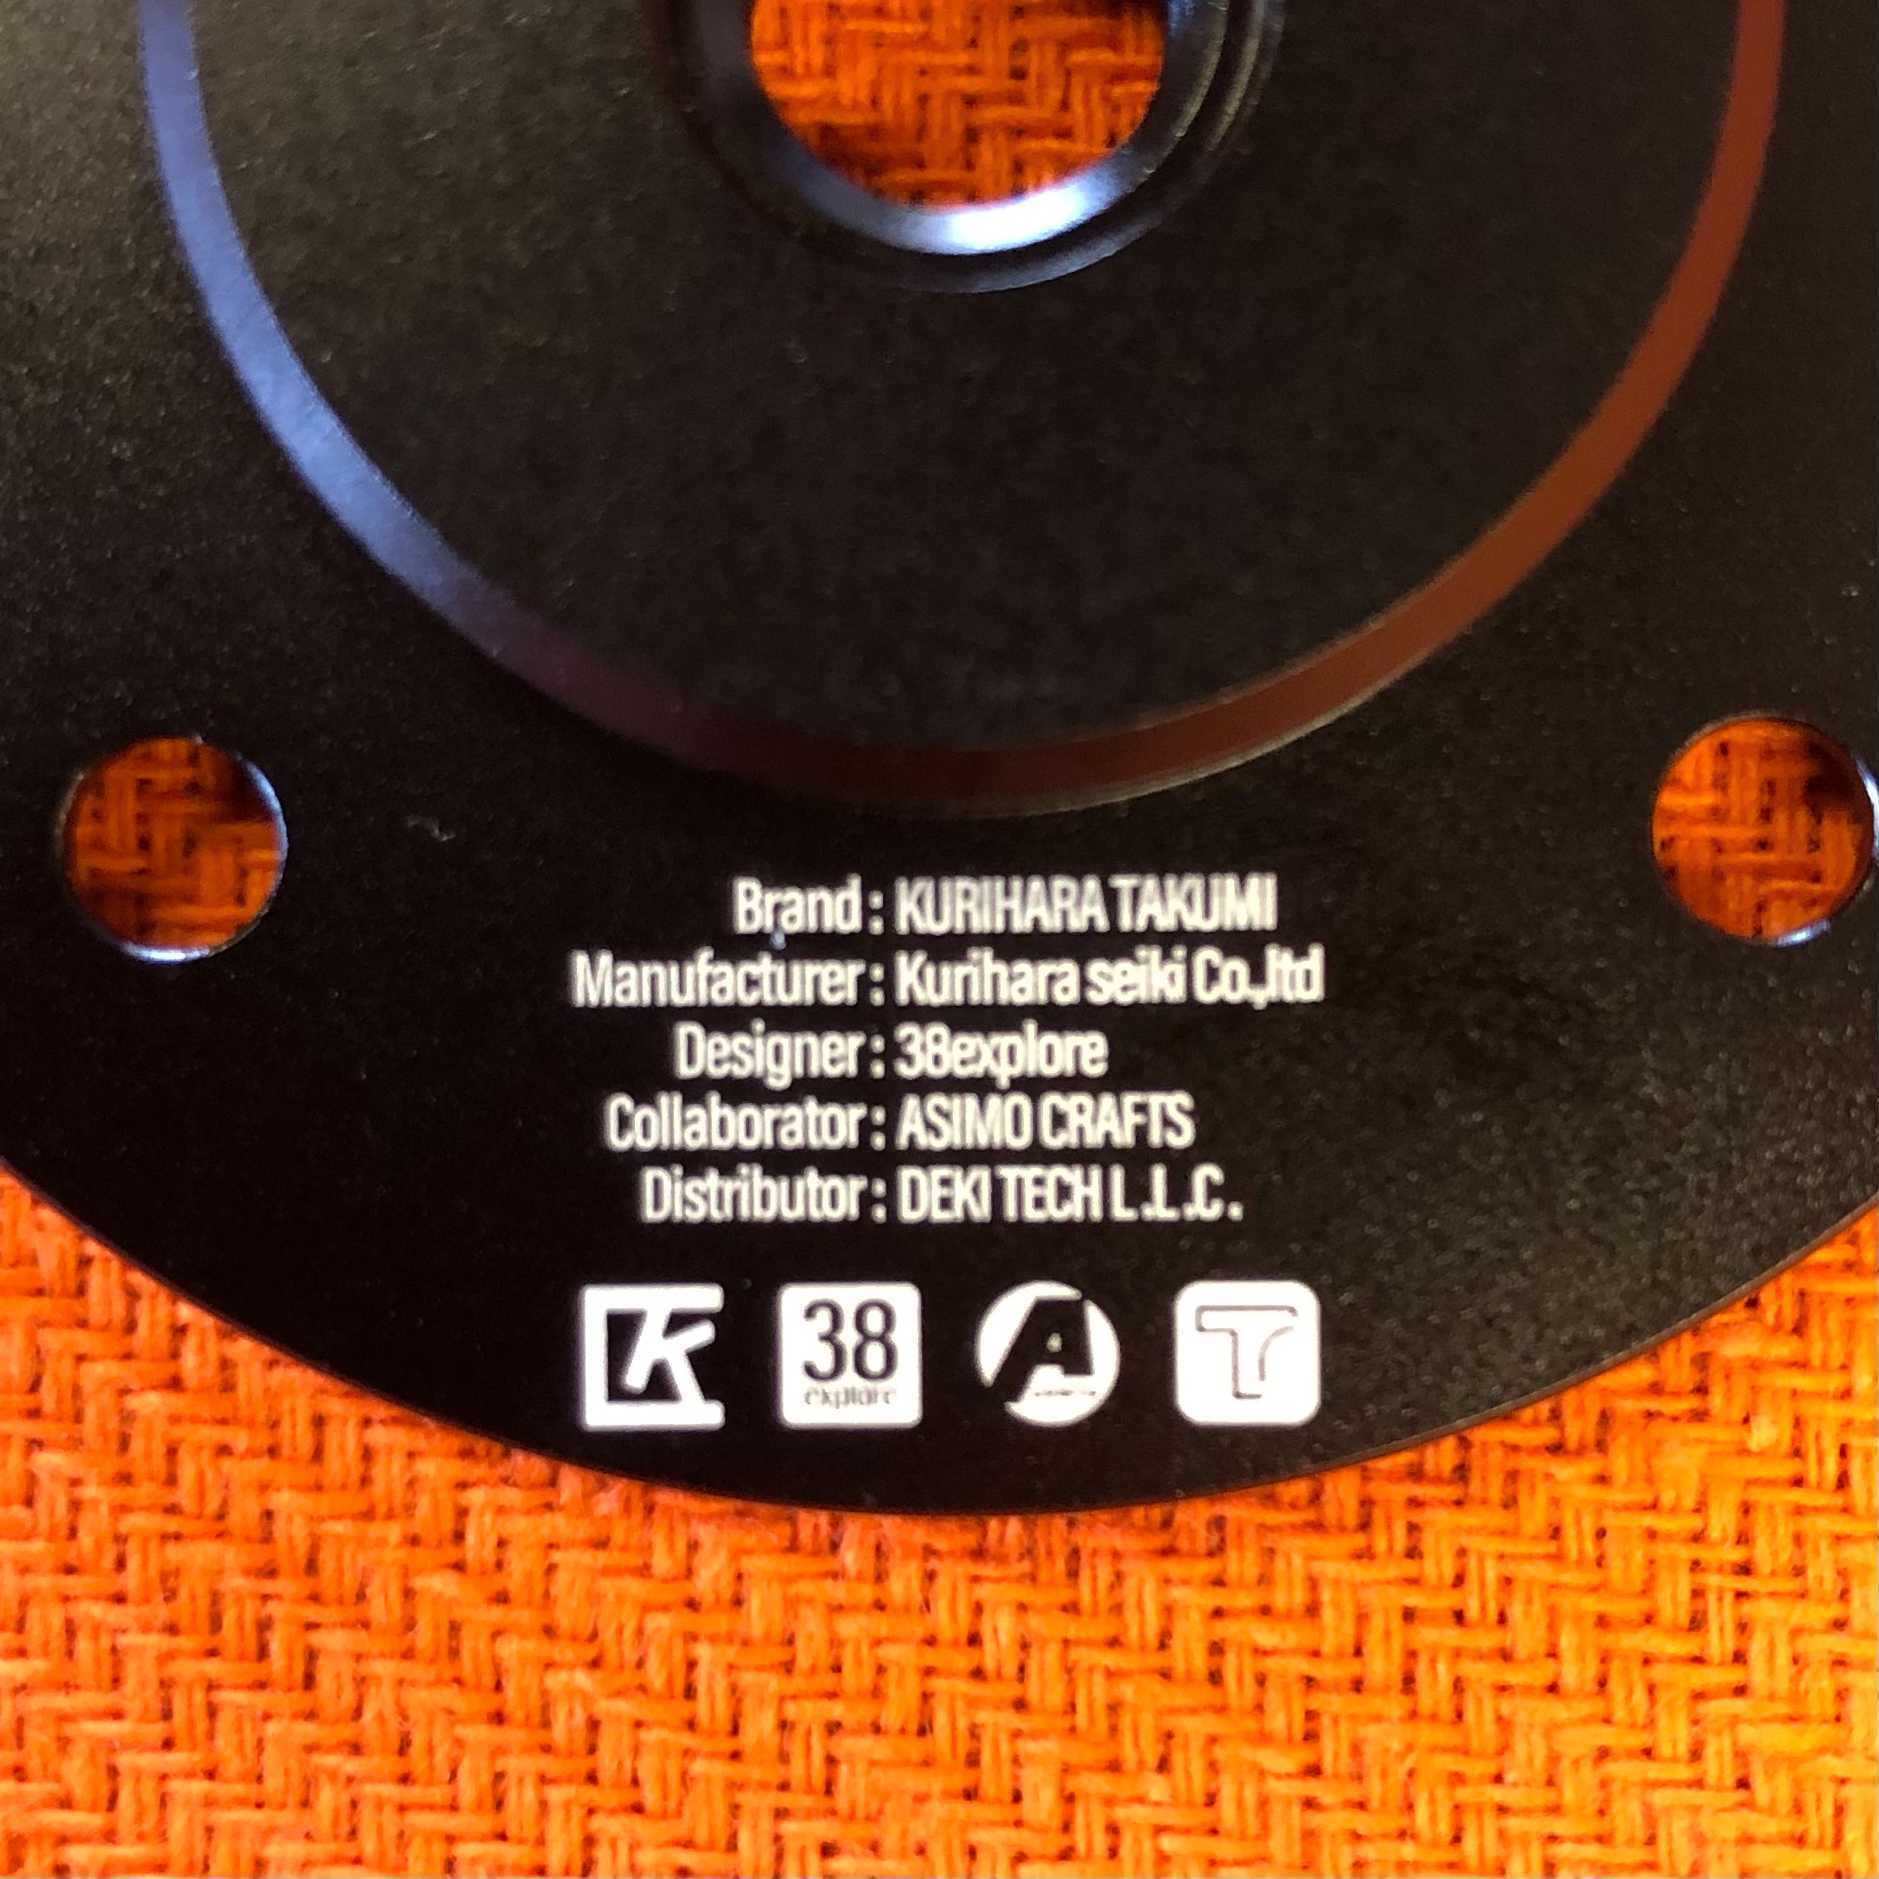 Brand : KURIHARA TAKUMI
Manufacturer : Kurihara seiki Co.,ltd
Designer : 38explore
Collaborator : ASIMO CRAFTS
Distributor : DEKI TECH L.L.C.
K 38 A T
explore